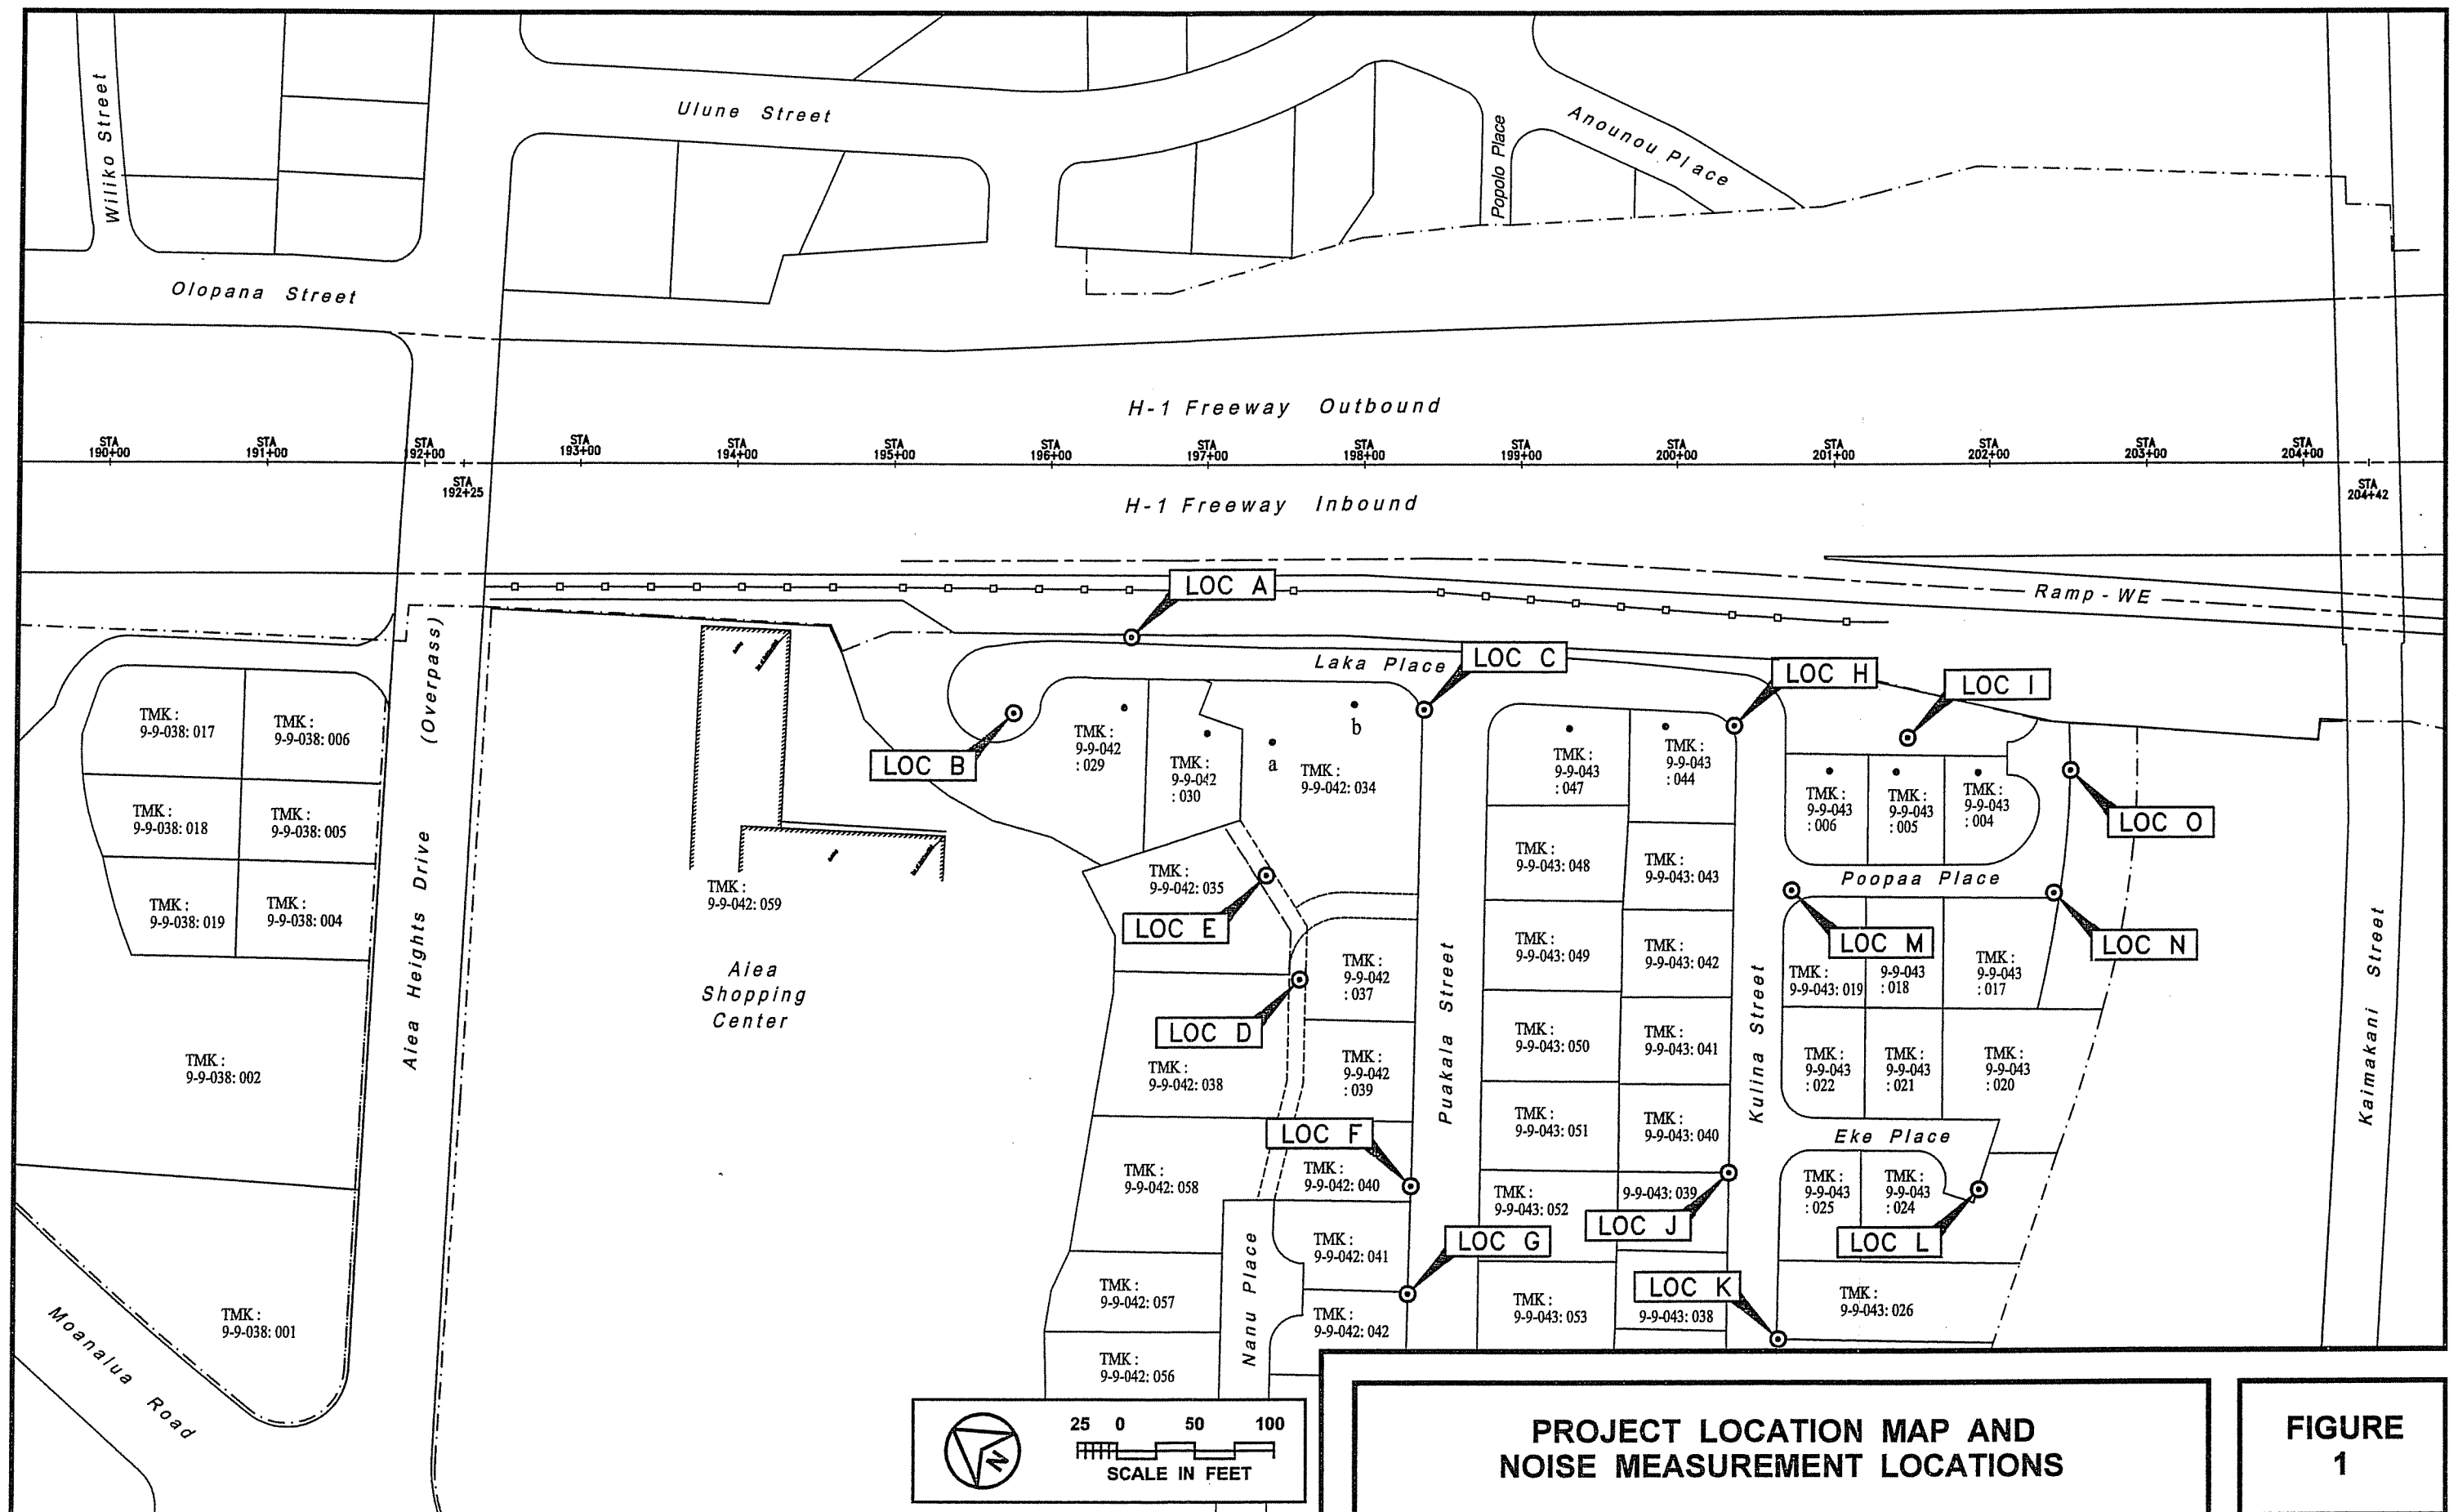 Wiliko Street
Ulune Street
Popolo Place
Anounou Place
Olopana Street
H-1 Freeway Outbound
STA
190+00
STA
191+00
STA
192+00
STA
193+00
STA
194+00
STA
195+00
STA
196+00
STA
197+00
STA
198+00
STA
199+00
STA
200+00
STA
201+00
STA
202+00
STA
203+00
STA
204+00
STA
192+25
STA
204+42
H-1 Freeway Inbound
Ramp-WE
LOC A
Laka Place
LOC C
LOC H
LOC I
LOC B
LOC O
TMK :
9-9-038: 017
TMK :
9-9-038: 006
TMK :
9-9-038: 018
TMK :
9-9-038: 005
TMK :
9-9-038: 019
TMK :
9-9-038: 004
TMK :
9-9-038: 002
TMK :
9-9-038: 001
Aiea Heights Drive (Overpass)
Moanalua Road
TMK :
9-9-042: 059
Aiea
Shopping
Center
TMK :
9-9-042
: 029
TMK :
9-9-042
: 030
a
b
TMK :
9-9-042: 034
TMK :
9-9-042: 035
LOC E
LOC D
TMK :
9-9-042
: 037
TMK :
9-9-042: 038
TMK :
9-9-042
: 039
LOC F
TMK :
9-9-042: 058
TMK :
9-9-042: 040
TMK :
9-9-042: 041
TMK :
9-9-042: 057
TMK :
9-9-042: 042
TMK :
9-9-042: 056
Nanu Place
LOC G
Puakala Street
TMK :
9-9-043
: 047
TMK :
9-9-043
: 044
TMK :
9-9-043: 048
TMK :
9-9-043: 043
TMK :
9-9-043: 049
TMK :
9-9-043: 042
TMK :
9-9-043: 050
TMK :
9-9-043: 041
TMK :
9-9-043: 051
TMK :
9-9-043: 040
TMK :
9-9-043: 052
9-9-043: 039
LOC J
TMK :
9-9-043: 053
LOC K
9-9-043: 038
Kulina Street
TMK :
9-9-043
: 006
TMK :
9-9-043
: 005
TMK :
9-9-043
: 004
Poopaa Place
LOC M
LOC N
TMK :
9-9-043: 019
9-9-043
: 018
TMK :
9-9-043
: 017
TMK :
9-9-043
: 022
TMK :
9-9-043
: 021
TMK :
9-9-043
: 020
Eke Place
TMK :
9-9-043
: 025
TMK :
9-9-043
: 024
LOC L
TMK :
9-9-043: 026
Kaimakani Street
N
25 0 50 100
SCALE IN FEET
PROJECT LOCATION MAP AND
NOISE MEASUREMENT LOCATIONS
FIGURE
1